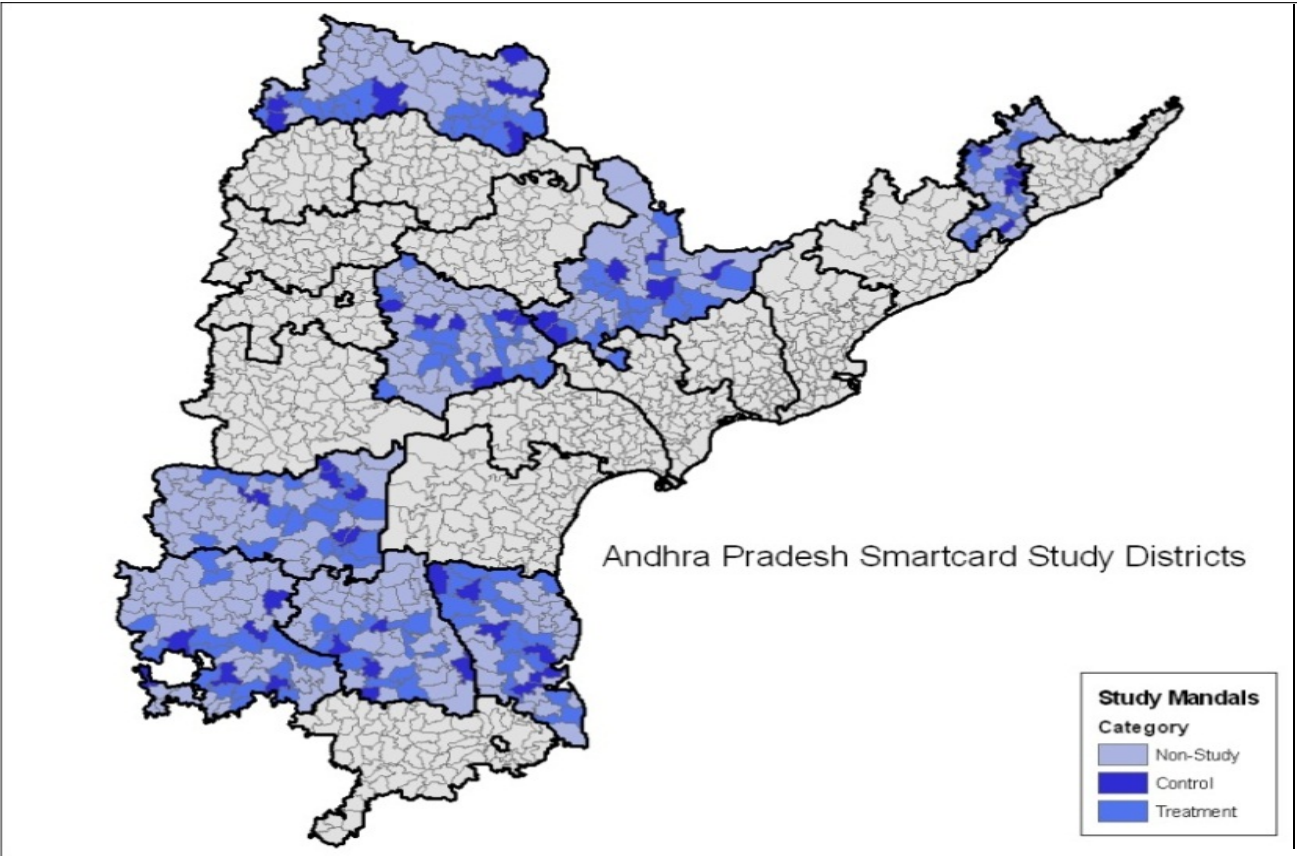 Andhra Pradesh Smartcard Study Districts
Study Mandals
Category
Non-Study
Control
Treatment